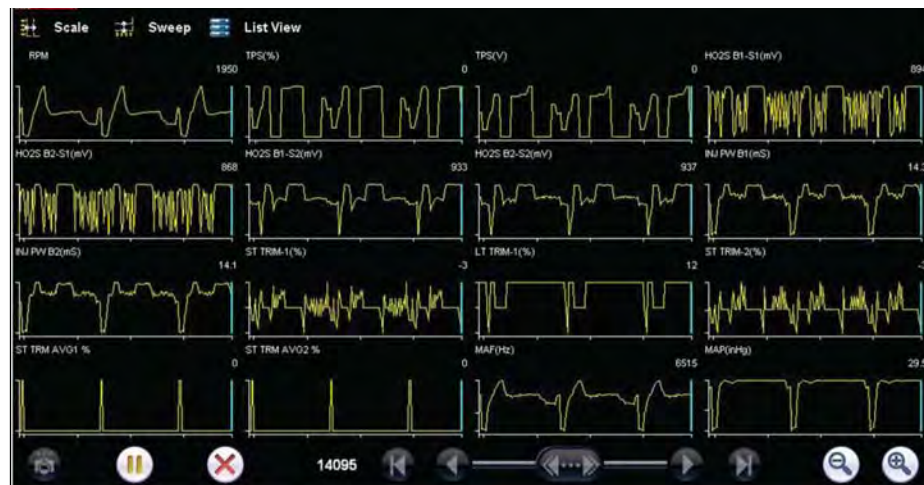 Scale Sweep List View
RPM TPS(%) TPS(V) HO2S B1-S1(mV)
1950 0 0
HO2S B2-S1(mV) HO2S B1-S2(mV) HO2S B2-S2(mV) INJ PW B1(mS)
868 933 937
INJ PW B2(mS) ST TRIM-1(%) LT TRIM-1(%) ST TRIM-2(%)
14.1 -3 12
ST TRM AVG1 % ST TRM AVG2 % MAF(Hz) MAP(inHg)
0 0 6515
14095